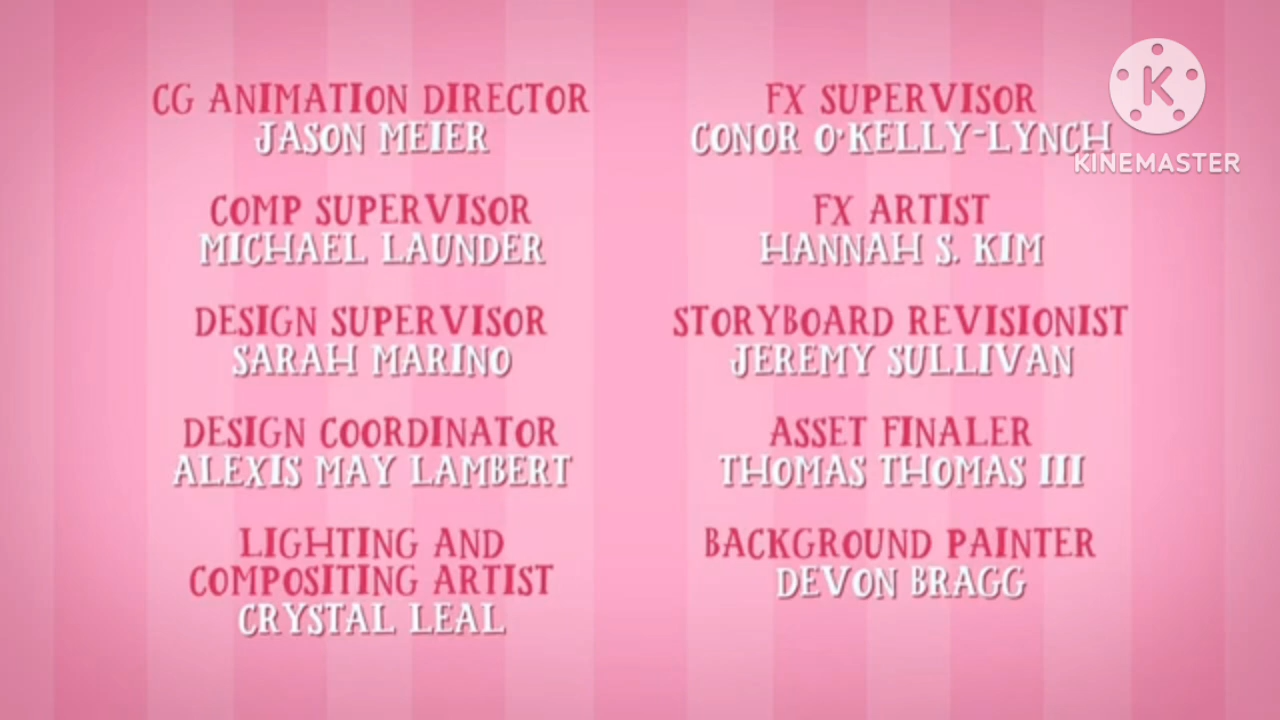 CG ANIMATION DIRECTOR
JASON MEIER
COMP SUPERVISOR
MICHAEL LAUNDER
DESIGN SUPERVISOR
SARAH MARINO
DESIGN COORDINATOR
ALEXIS MAY LAMBERT
LIGHTING AND
COMPOSITING ARTIST
CRYSTAL LEAL
FX SUPERVISOR
CONOR O'KELLY-LYNCH
FX ARTIST
HANNAH S. KIM
STORYBOARD REVISIONIST
JEREMY SULLIVAN
ASSET FINALER
THOMAS THOMAS III
BACKGROUND PAINTER
DEVON BRAGG
K
KINEMASTER